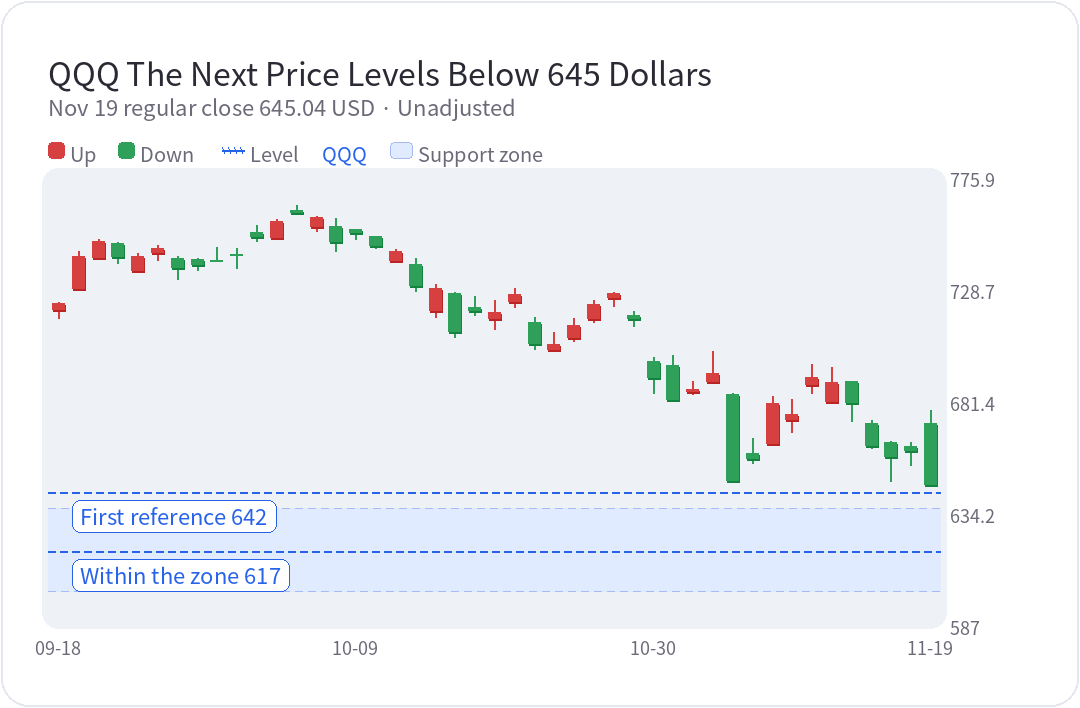 QQQ The Next Price Levels Below 645 Dollars
Nov 19 regular close 645.04 USD · Unadjusted
Up Down Level QQQ Support zone
775.9
728.7
681.4
634.2
587
First reference 642
Within the zone 617
09-18 10-09 10-30 11-19